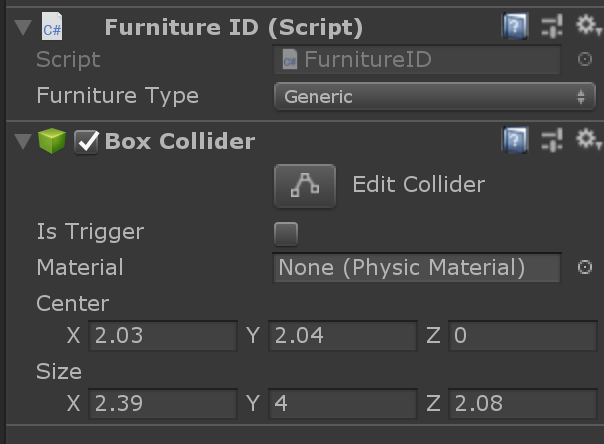 C#
Furniture ID (Script)
Script
C# FurnitureID
Furniture Type
Generic
Box Collider
Edit Collider
Is Trigger
Material
None (Physic Material)
Center
X 2.03 Y 2.04 Z 0
Size
X 2.39 Y 4 Z 2.08